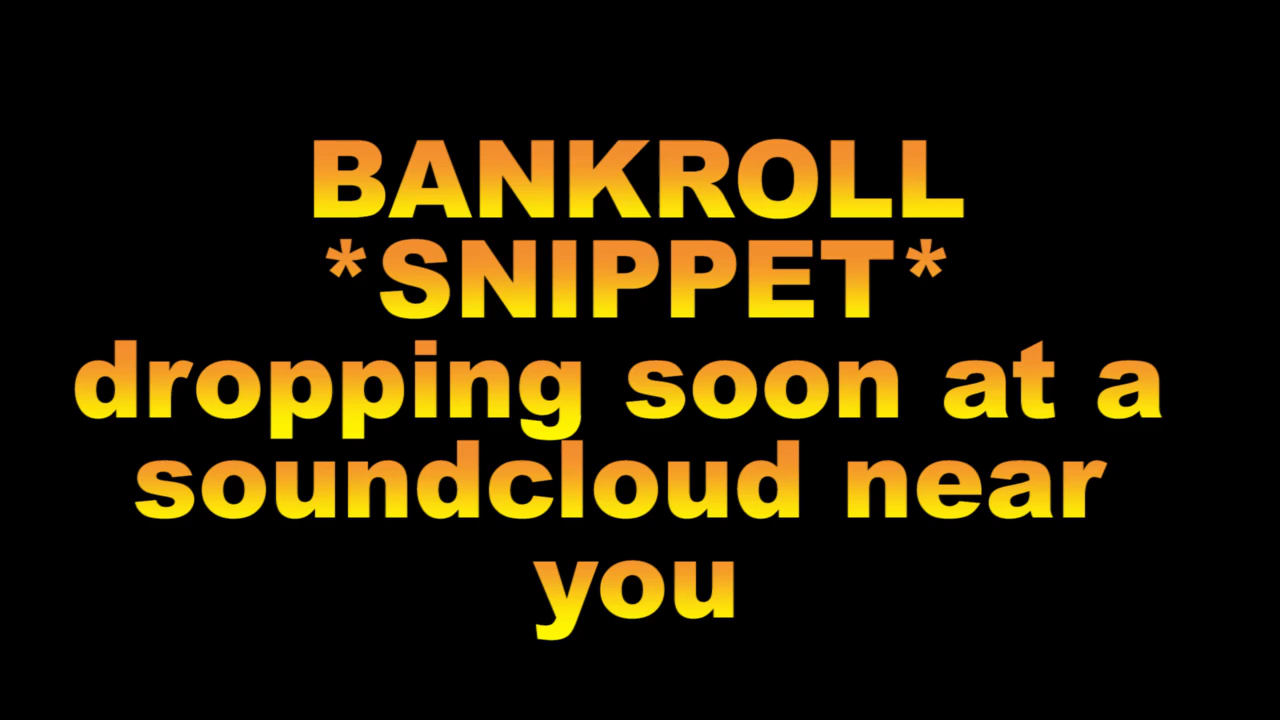 BANKROLL
*SNIPPET*
dropping soon at a
soundcloud near
you